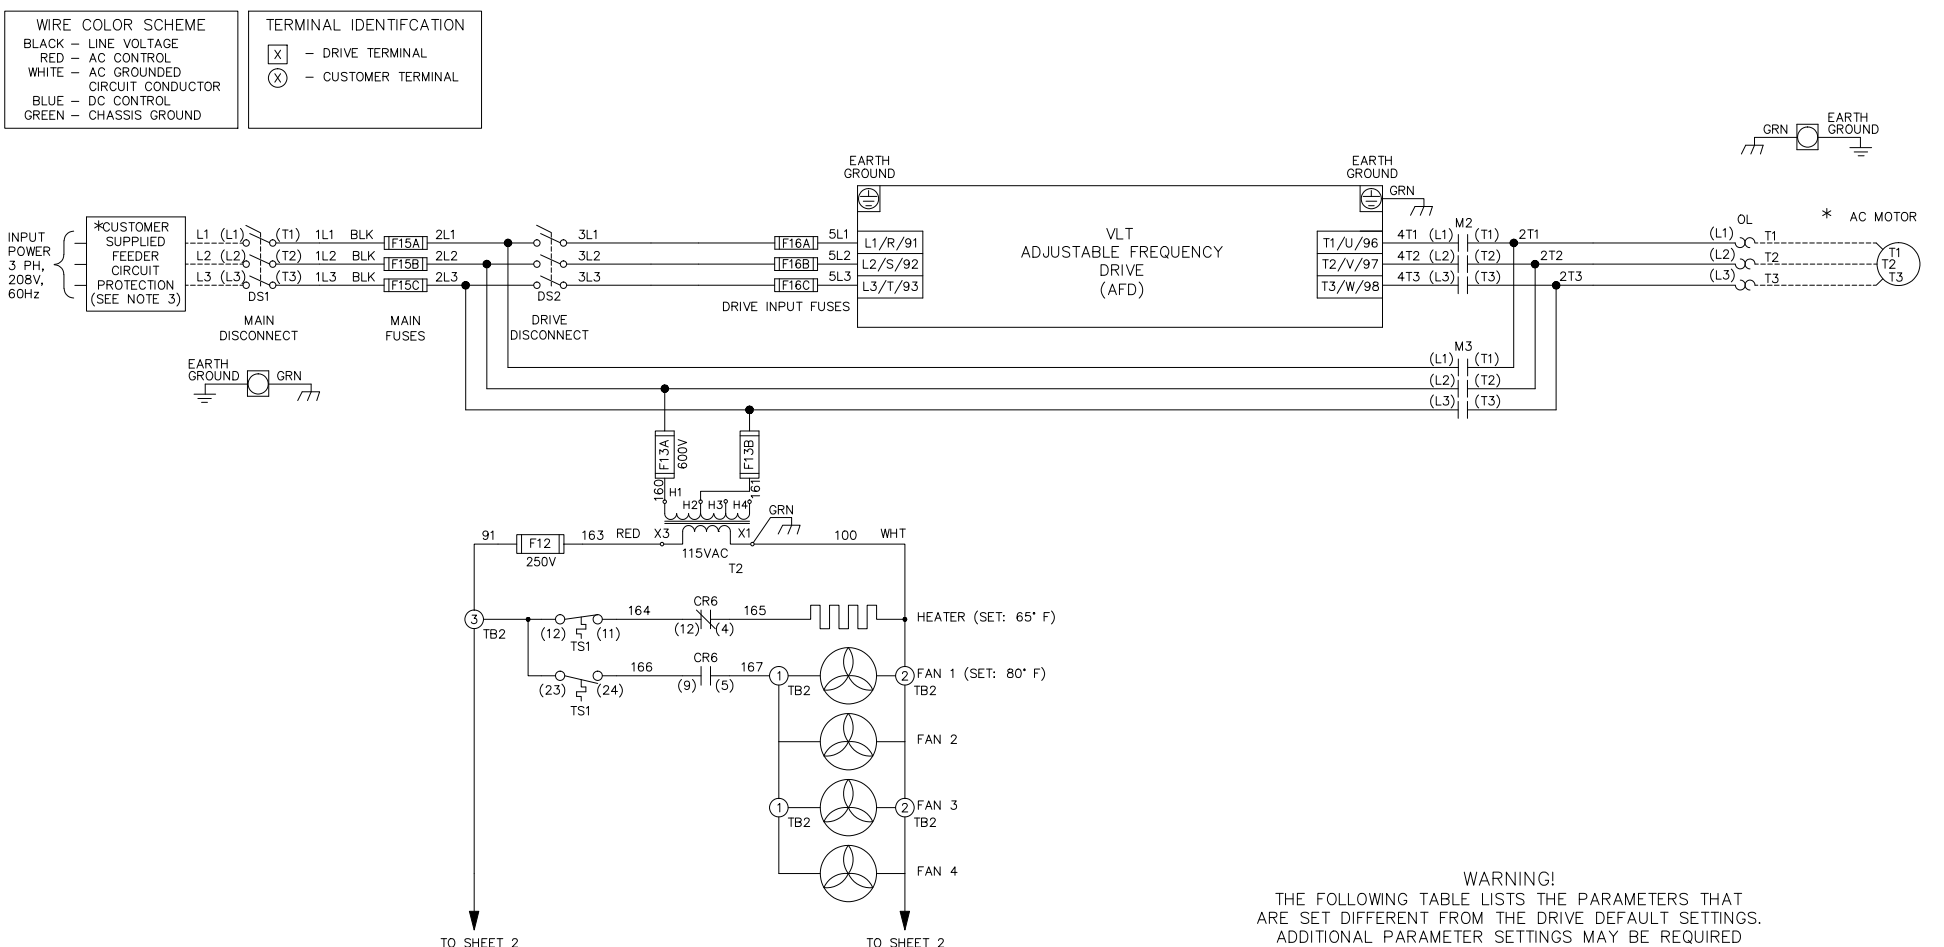 WIRE COLOR SCHEME
BLACK – LINE VOLTAGE
RED – AC CONTROL
WHITE – AC GROUNDED
CIRCUIT CONDUCTOR
BLUE – DC CONTROL
GREEN – CHASSIS GROUND
TERMINAL IDENTIFCATION
X – DRIVE TERMINAL
X – CUSTOMER TERMINAL
GRN
EARTH
GROUND
INPUT
POWER
3 PH,
208V,
60Hz
*CUSTOMER
SUPPLIED
FEEDER
CIRCUIT
PROTECTION
(SEE NOTE 3)
L1 (L1) (T1) 1L1 BLK F15A 2L1 3L1 F16A 5L1 L1/R/91
L2 (L2) (T2) 1L2 BLK F15B 2L2 3L2 F16B 5L2 L2/S/92
L3 (L3) (T3) 1L3 BLK F15C 2L3 3L3 F16C 5L3 L3/T/93
DS1
DS2
MAIN
DISCONNECT
MAIN
FUSES
DRIVE
DISCONNECT
DRIVE INPUT FUSES
EARTH
GROUND
VLT
ADJUSTABLE FREQUENCY
DRIVE
(AFD)
EARTH
GROUND
GRN
M2
T1/U/96 4T1 (L1) (T1) 2T1
T2/V/97 4T2 (L2) (T2) 2T2
T3/W/98 4T3 (L3) (T3) 2T3
OL
* AC MOTOR
(L1) T1
(L2) T2
(L3) T3
T1
T2
T3
M3
(L1) (T1)
(L2) (T2)
(L3) (T3)
EARTH
GROUND
GRN
F13A
600V
F13B
160
161
H1
H2 H3 H4
GRN
91 F12 163 RED X3 X1 100 WHT
250V
115VAC
T2
3
TB2
(12) (11)
TS1
164
CR6
(12) (4)
165
HEATER (SET: 65° F)
(23) (24)
TS1
166
CR6
(9) (5)
167
1
TB2
2
TB2
FAN 1 (SET: 80° F)
FAN 2
1
TB2
2
TB2
FAN 3
FAN 4
TO SHEET 2
TO SHEET 2
WARNING!
THE FOLLOWING TABLE LISTS THE PARAMETERS THAT
ARE SET DIFFERENT FROM THE DRIVE DEFAULT SETTINGS.
ADDITIONAL PARAMETER SETTINGS MAY BE REQUIRED